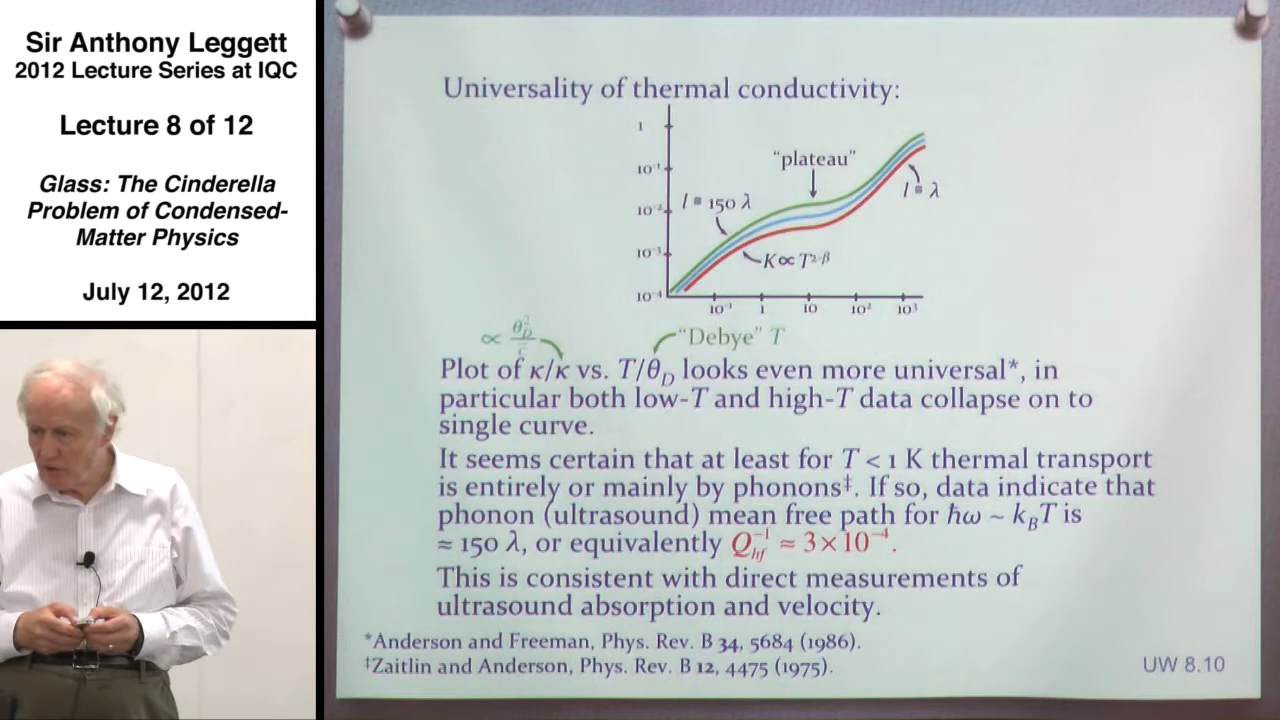 Sir Anthony Leggett
2012 Lecture Series at IQC
Lecture 8 of 12
Glass: The Cinderella
Problem of Condensed-
Matter Physics
July 12, 2012
Universality of thermal conductivity:
1
10⁻¹
10⁻²
10⁻³
10⁻⁴
"plateau"
l ≅ 150 λ
l ≅ λ
K ∝ T²⁻ᵝ
10⁻¹ 1 10 10² 10³
∝ θ_D²/c̄
"Debye" T
Plot of κ/κ̄ vs. T/θ_D looks even more universal*, in
particular both low-T and high-T data collapse on to
single curve.
It seems certain that at least for T < 1 K thermal transport
is entirely or mainly by phonons‡. If so, data indicate that
phonon (ultrasound) mean free path for ħω ~ k_BT is
≈ 150 λ, or equivalently Q_hf⁻¹ ≈ 3×10⁻⁴.
This is consistent with direct measurements of
ultrasound absorption and velocity.
*Anderson and Freeman, Phys. Rev. B 34, 5684 (1986).
‡Zaitlin and Anderson, Phys. Rev. B 12, 4475 (1975).
UW 8.10